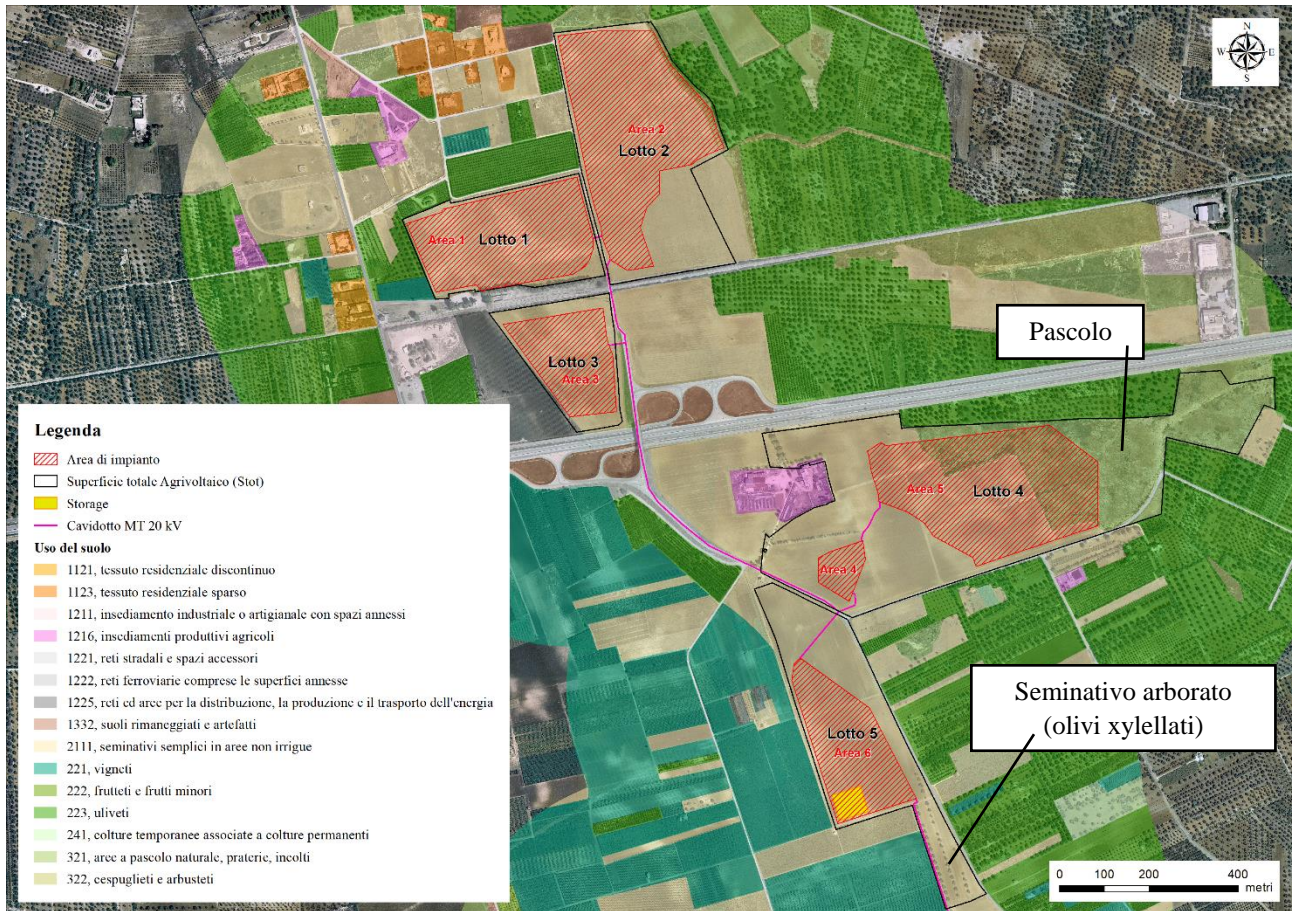 N
W E
S
Area 2
Lotto 2
Area 1
Lotto 1
Pascolo
Lotto 3
Area 3
Area 5
Lotto 4
Area 4
Seminativo arborato
(olivi xylellati)
Lotto 5
Area 6
Legenda
Area di impianto
Superficie totale Agrivoltaico (Stot)
Storage
Cavidotto MT 20 kV
Uso del suolo
1121, tessuto residenziale discontinuo
1123, tessuto residenziale sparso
1211, insediamento industriale o artigianale con spazi annessi
1216, insediamenti produttivi agricoli
1221, reti stradali e spazi accessori
1222, reti ferroviarie comprese le superfici annesse
1225, reti ed aree per la distribuzione, la produzione e il trasporto dell'energia
1332, suoli rimaneggiati e artefatti
2111, seminativi semplici in aree non irrigue
221, vigneti
222, frutteti e frutti minori
223, uliveti
241, colture temporanee associate a colture permanenti
321, aree a pascolo naturale, praterie, incolti
322, cespuglieti e arbusteti
0 100 200 400
metri